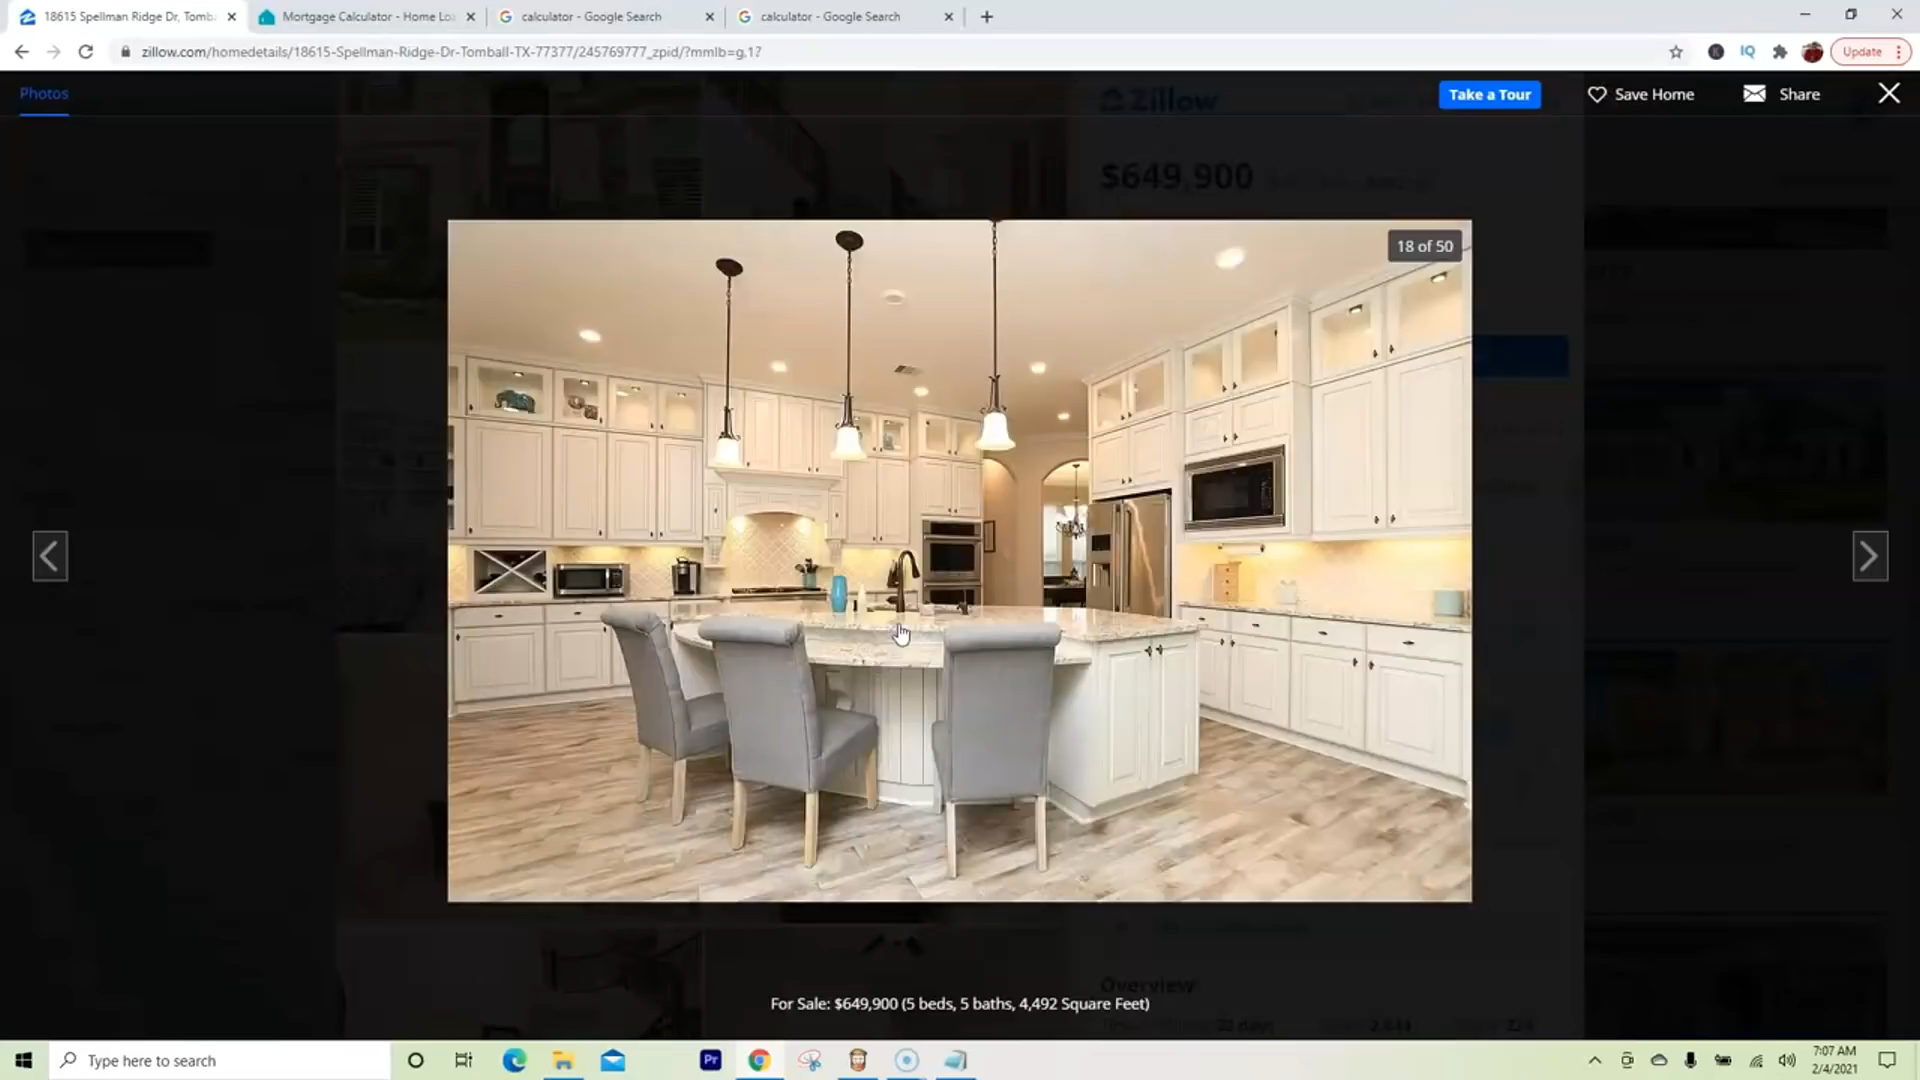 18615 Spellman Ridge Dr, Tomb
Mortgage Calculator - Home Lo
calculator - Google Search
calculator - Google Search
zillow.com/homedetails/18615-Spellman-Ridge-Dr-Tomball-TX-77377/245769777_zpid/?mmlb=g,17
IQ
Update
Photos
Zillow
Take a Tour
Save Home
Share
$649,900
18 of 50
Overview
For Sale: $649,900 (5 beds, 5 baths, 4,492 Square Feet)
Type here to search
Pr
7:07 AM
2/4/2021